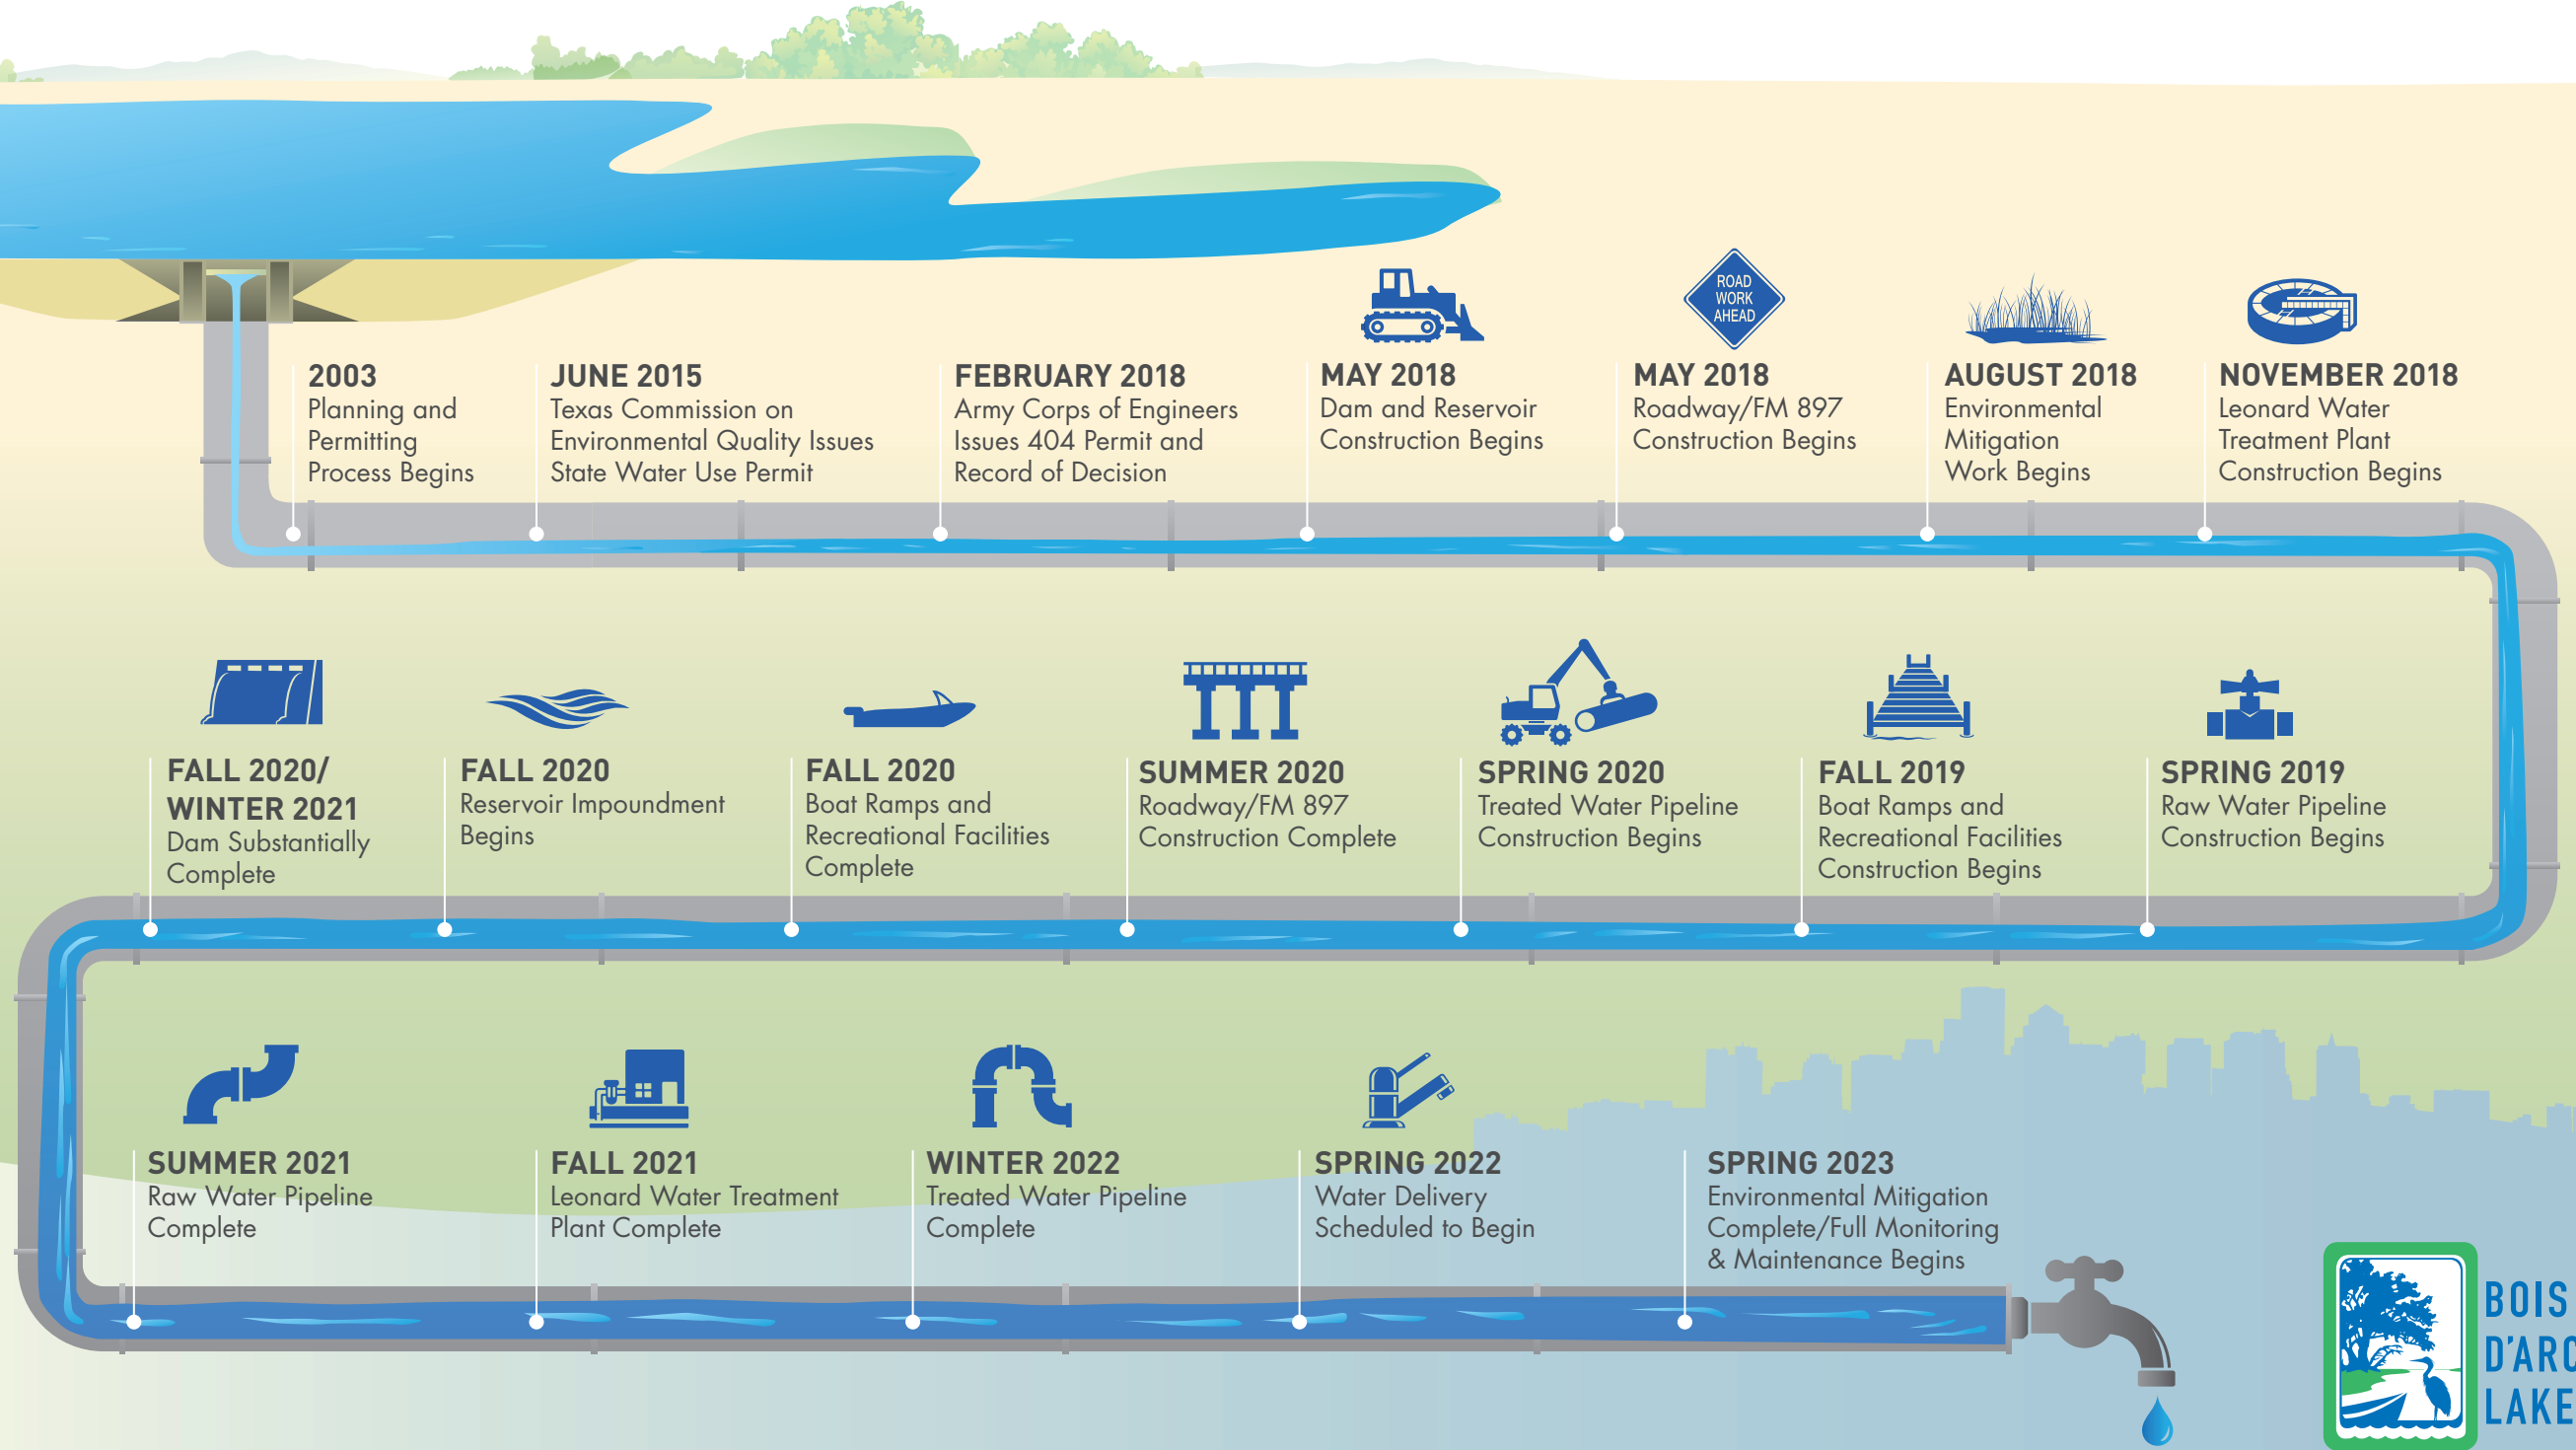 ROAD
WORK
AHEAD
2003
Planning and
Permitting
Process Begins
JUNE 2015
Texas Commission on
Environmental Quality Issues
State Water Use Permit
FEBRUARY 2018
Army Corps of Engineers
Issues 404 Permit and
Record of Decision
MAY 2018
Dam and Reservoir
Construction Begins
MAY 2018
Roadway/FM 897
Construction Begins
AUGUST 2018
Environmental
Mitigation
Work Begins
NOVEMBER 2018
Leonard Water
Treatment Plant
Construction Begins
SPRING 2019
Raw Water Pipeline
Construction Begins
FALL 2019
Boat Ramps and
Recreational Facilities
Construction Begins
SPRING 2020
Treated Water Pipeline
Construction Begins
SUMMER 2020
Roadway/FM 897
Construction Complete
FALL 2020
Boat Ramps and
Recreational Facilities
Complete
FALL 2020
Reservoir Impoundment
Begins
FALL 2020/
WINTER 2021
Dam Substantially
Complete
SUMMER 2021
Raw Water Pipeline
Complete
FALL 2021
Leonard Water Treatment
Plant Complete
WINTER 2022
Treated Water Pipeline
Complete
SPRING 2022
Water Delivery
Scheduled to Begin
SPRING 2023
Environmental Mitigation
Complete/Full Monitoring
& Maintenance Begins
BOIS
D'ARC
LAKE